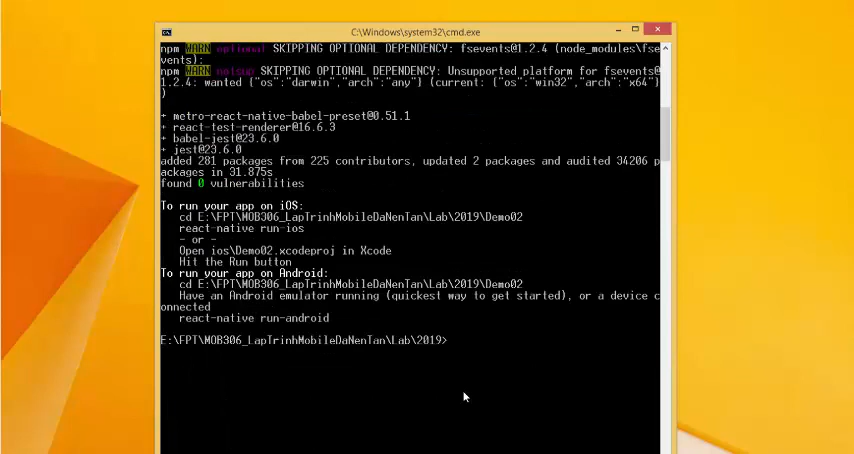 C:\Windows\system32\cmd.exe
npm WARN optional SKIPPING OPTIONAL DEPENDENCY: fsevents@1.2.4 (node_modules\fse
vents):
npm WARN notsup SKIPPING OPTIONAL DEPENDENCY: Unsupported platform for fsevents@
1.2.4: wanted {"os":"darwin","arch":"any"} (current: {"os":"win32","arch":"x64"}
)
+ metro-react-native-babel-preset@0.51.1
+ react-test-renderer@16.6.3
+ babel-jest@23.6.0
+ jest@23.6.0
added 281 packages from 225 contributors, updated 2 packages and audited 34206 p
ackages in 31.875s
found 0 vulnerabilities
To run your app on iOS:
cd E:\FPT\MOB306_LapTrinhMobileDaNenTan\Lab\2019\Demo02
react-native run-ios
- or -
Open ios\Demo02.xcodeproj in Xcode
Hit the Run button
To run your app on Android:
cd E:\FPT\MOB306_LapTrinhMobileDaNenTan\Lab\2019\Demo02
Have an Android emulator running (quickest way to get started), or a device c
onnected
react-native run-android
E:\FPT\MOB306_LapTrinhMobileDaNenTan\Lab\2019>